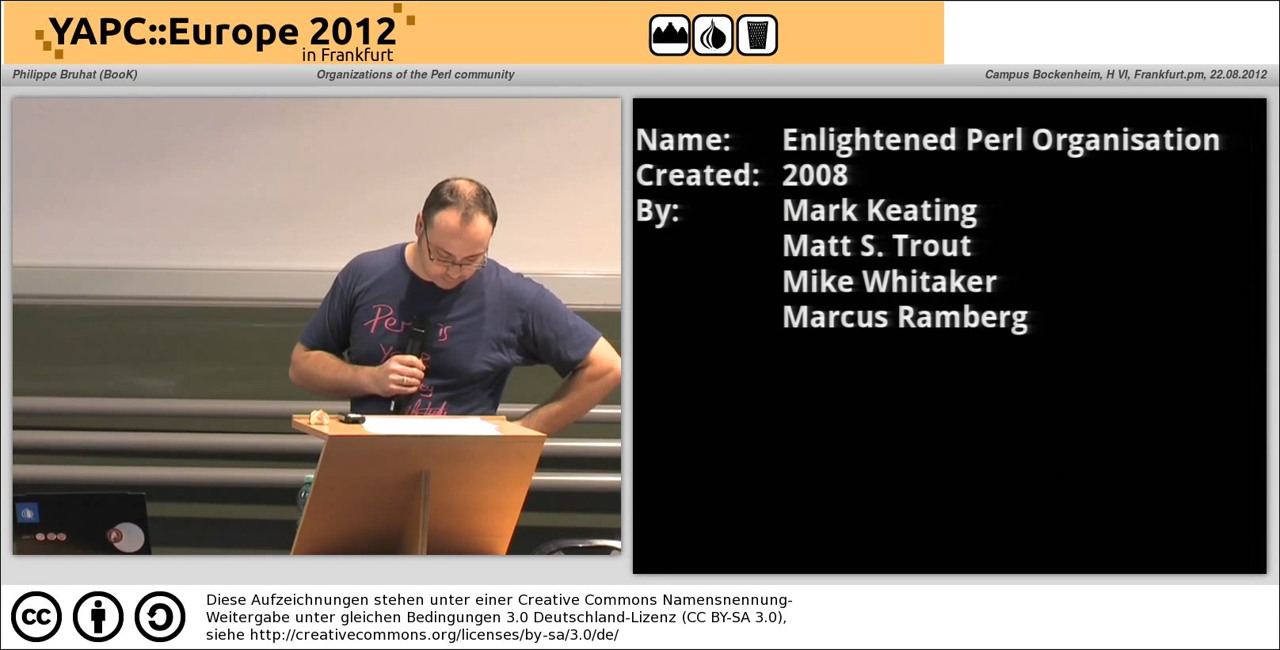 YAPC::Europe 2012
in Frankfurt
Philippe Bruhat (BooK) Organizations of the Perl community Campus Bockenheim, H VI, Frankfurt.pm, 22.08.2012
Name: Enlightened Perl Organisation
Created: 2008
By: Mark Keating
Matt S. Trout
Mike Whitaker
Marcus Ramberg
is
cc
Diese Aufzeichnungen stehen unter einer Creative Commons Namensnennung-
Weitergabe unter gleichen Bedingungen 3.0 Deutschland-Lizenz (CC BY-SA 3.0),
siehe http://creativecommons.org/licenses/by-sa/3.0/de/